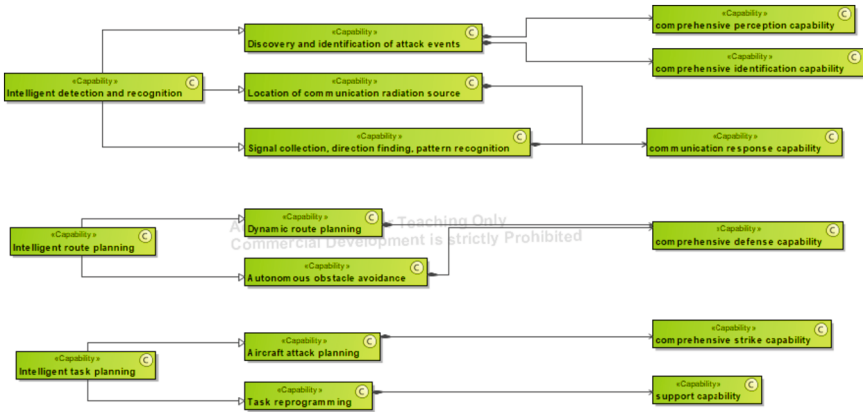 «Capability» C
Discovery and identification of attack events
«Capability» C
comprehensive perception capability
«Capability» C
comprehensive identification capability
«Capability» C
Intelligent detection and recognition
«Capability» C
Location of communication radiation source
«Capability» C
Signal collection, direction finding, pattern recognition
«Capability» C
communication response capability
«Capability» C
Intelligent route planning
«Capability» C
Dynamic route planning
«Capability» C
Autonomous obstacle avoidance
«Capability» C
comprehensive defense capability
Teaching Only
Commercial Development is strictly Prohibited
«Capability» C
Intelligent task planning
«Capability» C
Aircraft attack planning
«Capability» C
Task reprogramming
«Capability» C
comprehensive strike capability
«Capability» C
support capability